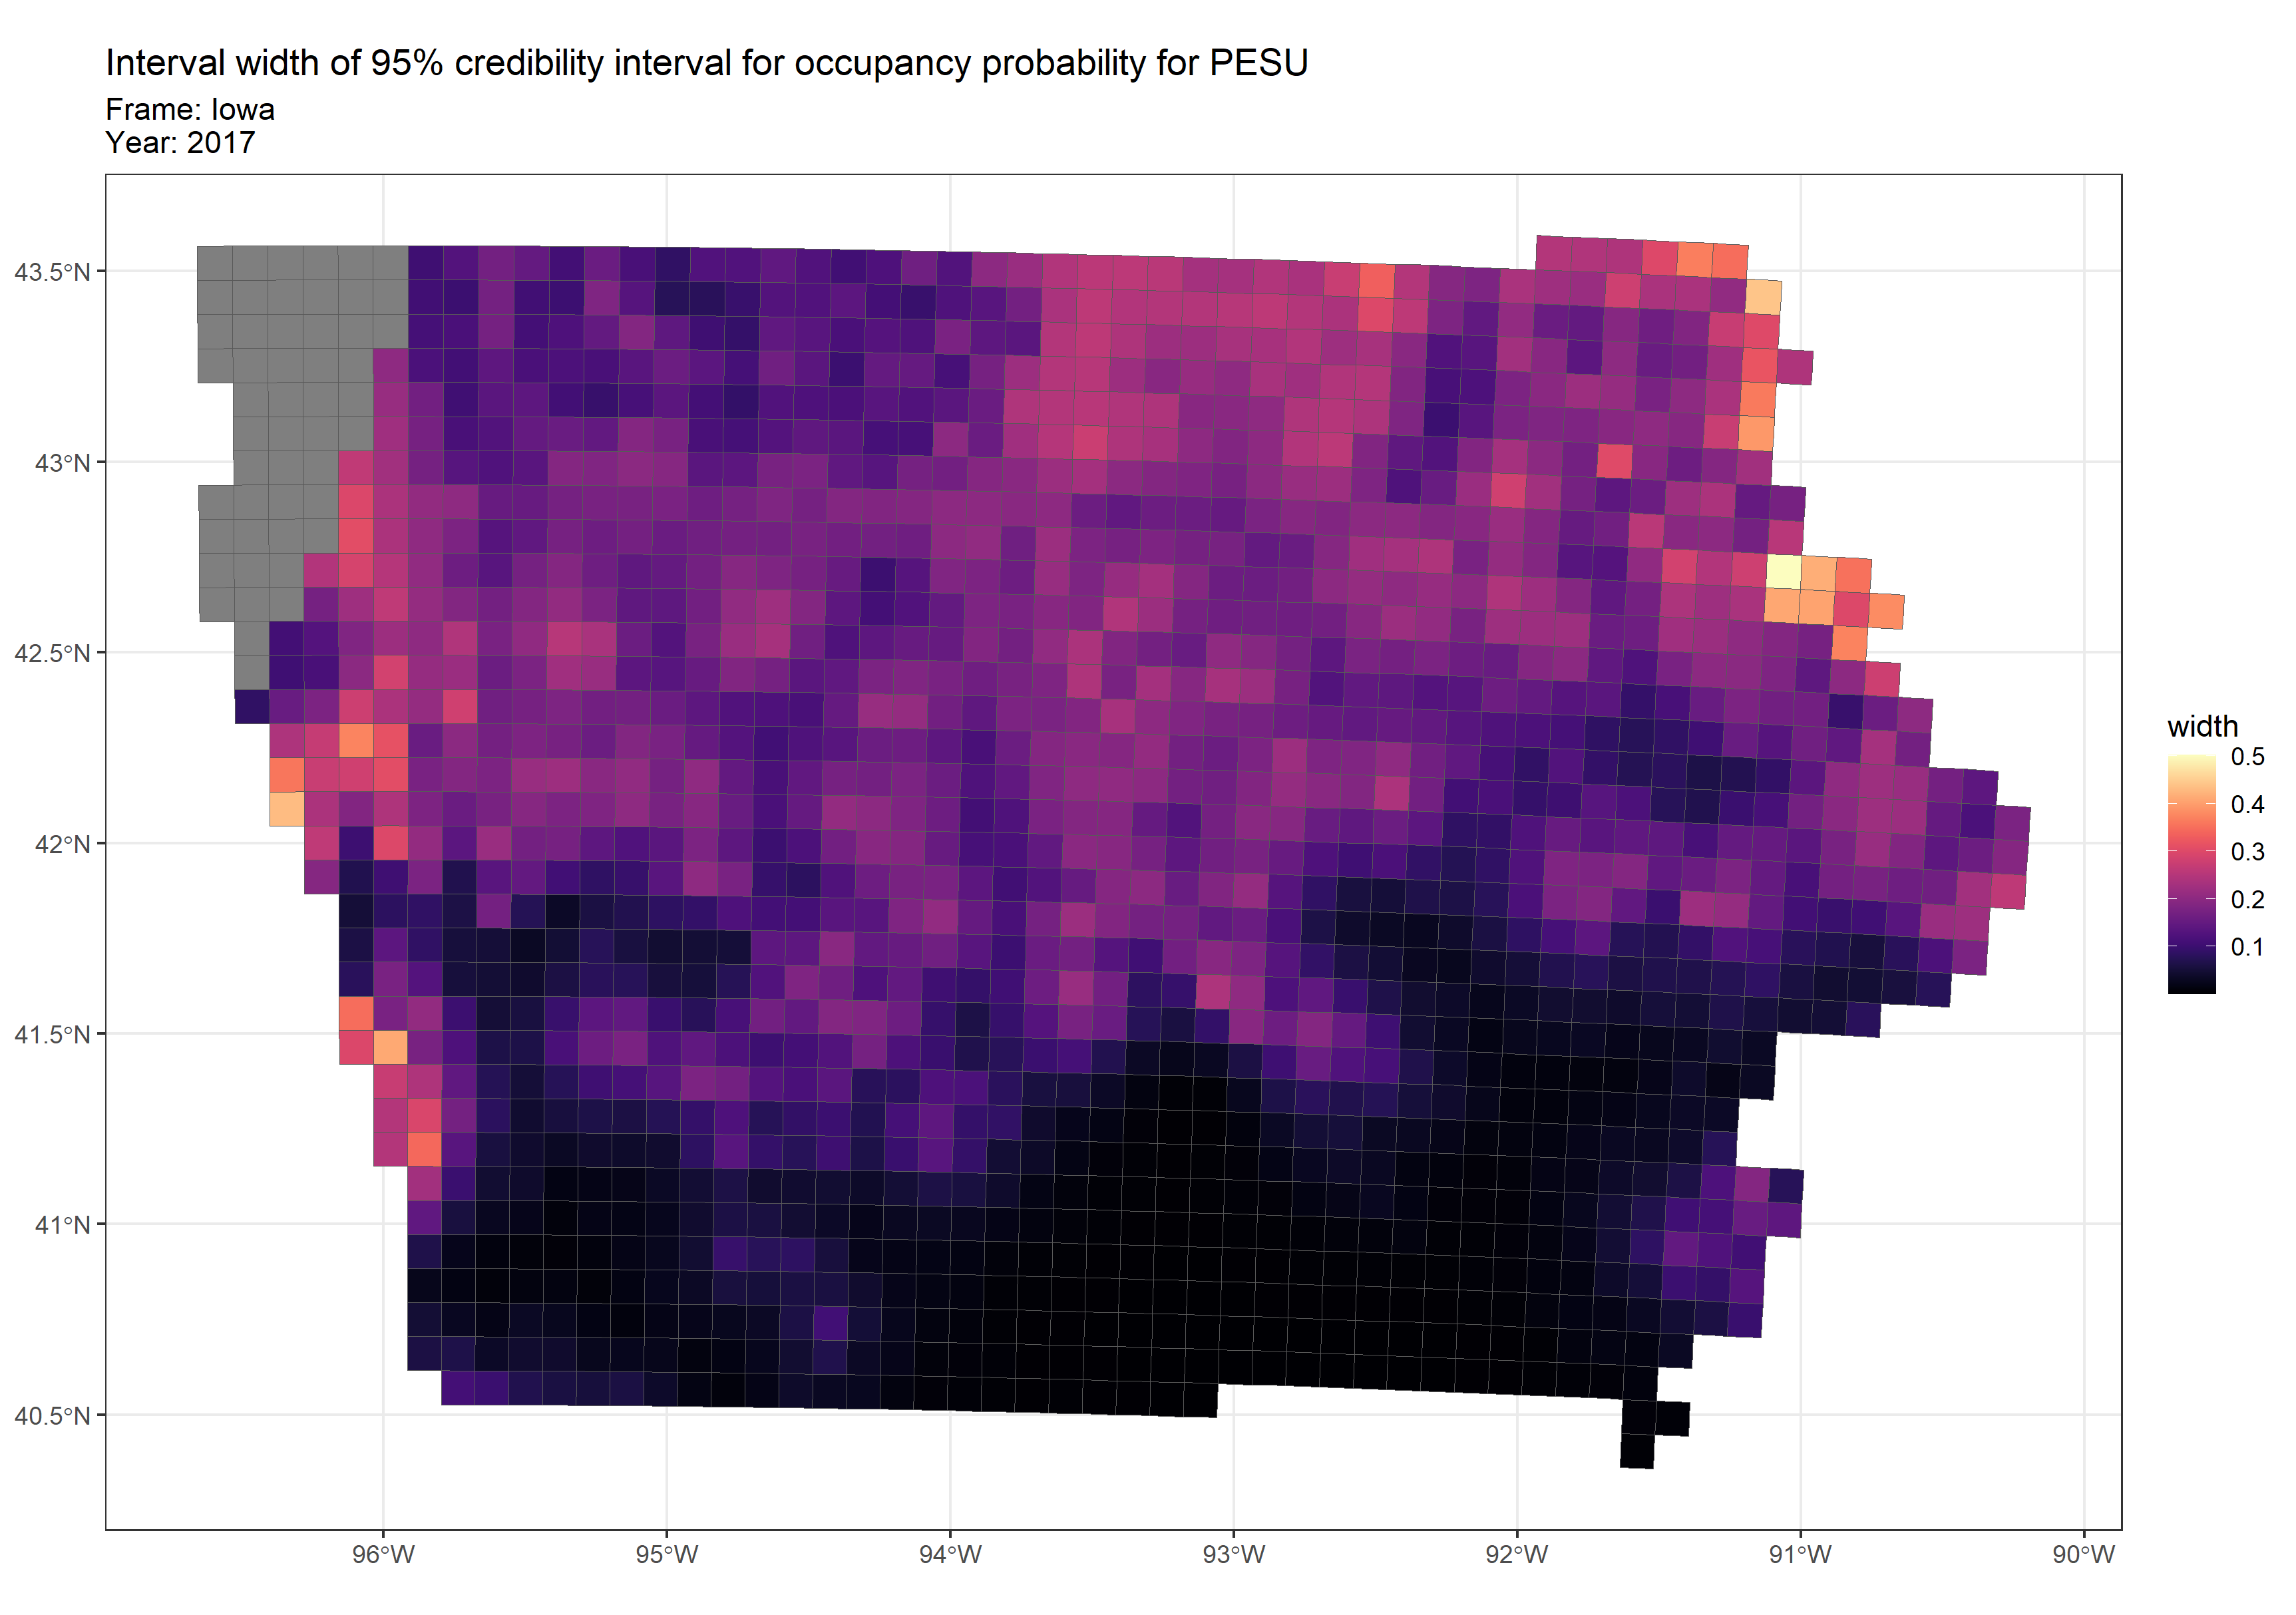 Interval width of 95% credibility interval for occupancy probability for PESU
Frame: Iowa
Year: 2017
43.5°N
43°N
42.5°N
42°N
41.5°N
41°N
40.5°N
96°W
95°W
94°W
93°W
92°W
91°W
90°W
width
0.5
0.4
0.3
0.2
0.1